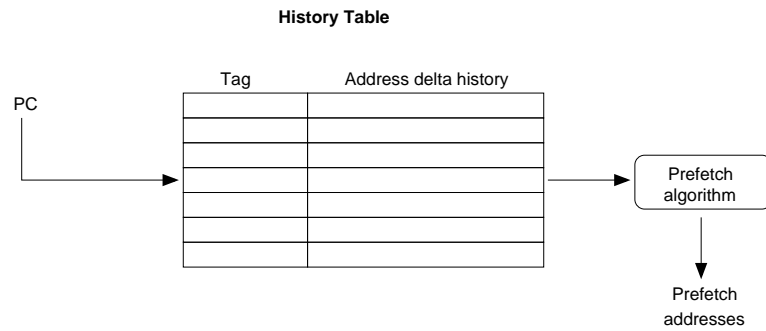 History Table
Tag Address delta history
PC
Prefetch
algorithm
Prefetch
addresses